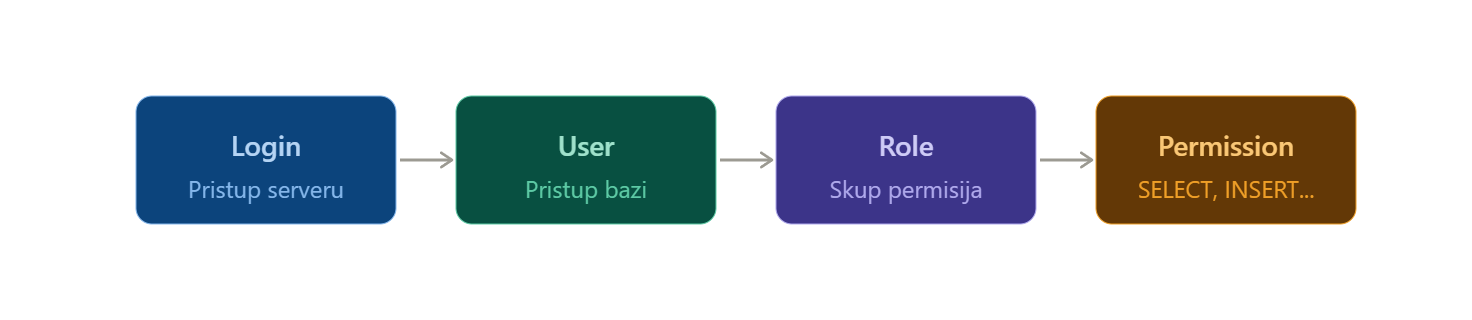 Login
Pristup serveru
User
Pristup bazi
Role
Skup permisija
Permission
SELECT, INSERT...